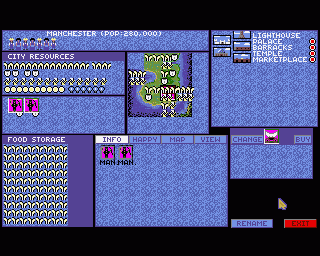 MANCHESTER (POP:280,000)
LIGHTHOUSE
PALACE
BARRACKS
TEMPLE
MARKETPLACE
CITY RESOURCES
FOOD STORAGE
INFO HAPPY MAP VIEW
CHANGE BUY
MAN. MAN.
RENAME EXIT